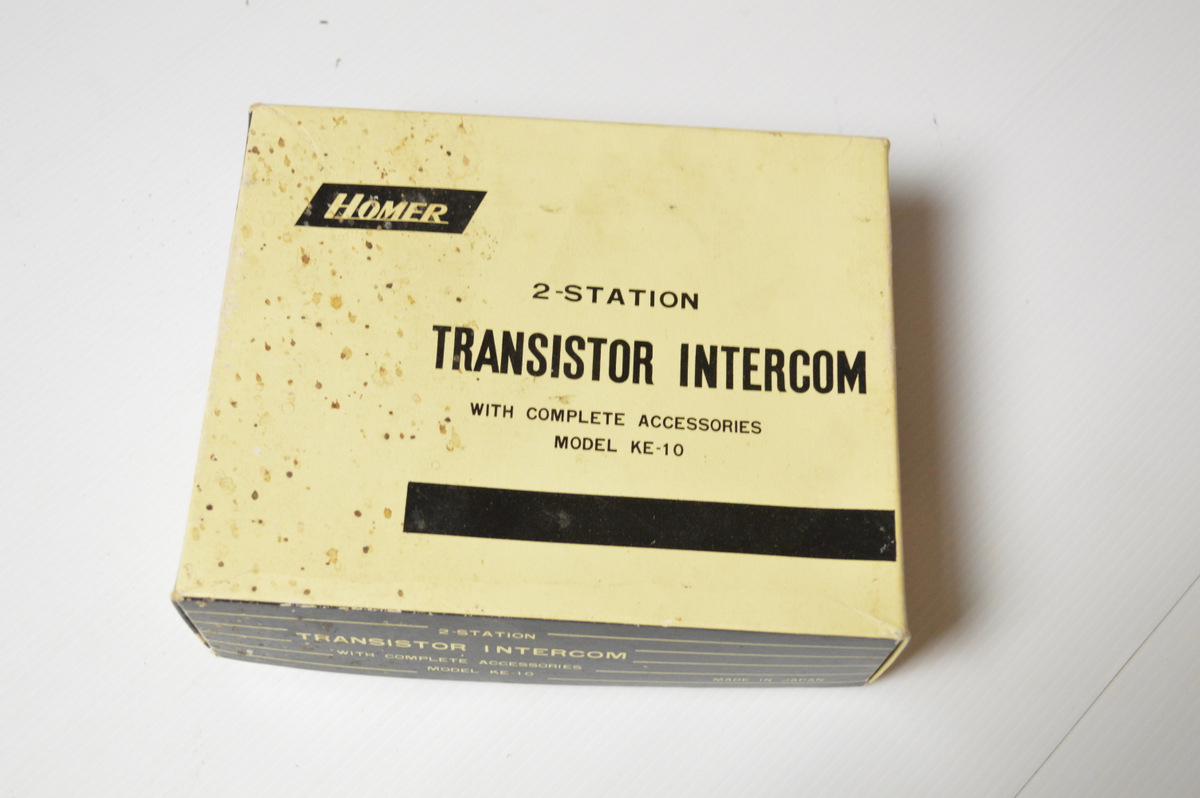 HOMER
2-STATION
TRANSISTOR INTERCOM
WITH COMPLETE ACCESSORIES
MODEL KE-10
2-STATION
TRANSISTOR INTERCOM
WITH COMPLETE ACCESSORIES
MODEL KE-10
MADE IN JAPAN